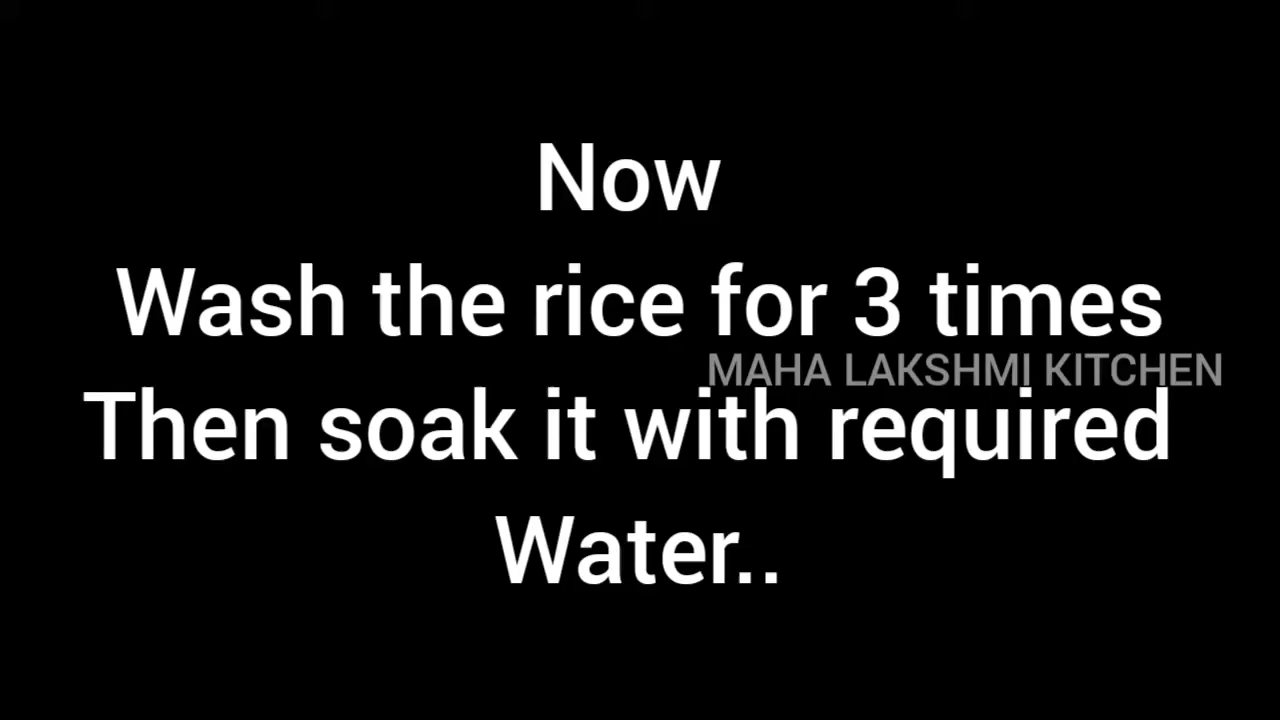 Now
Wash the rice for 3 times
MAHA LAKSHMI KITCHEN
Then soak it with required
Water..